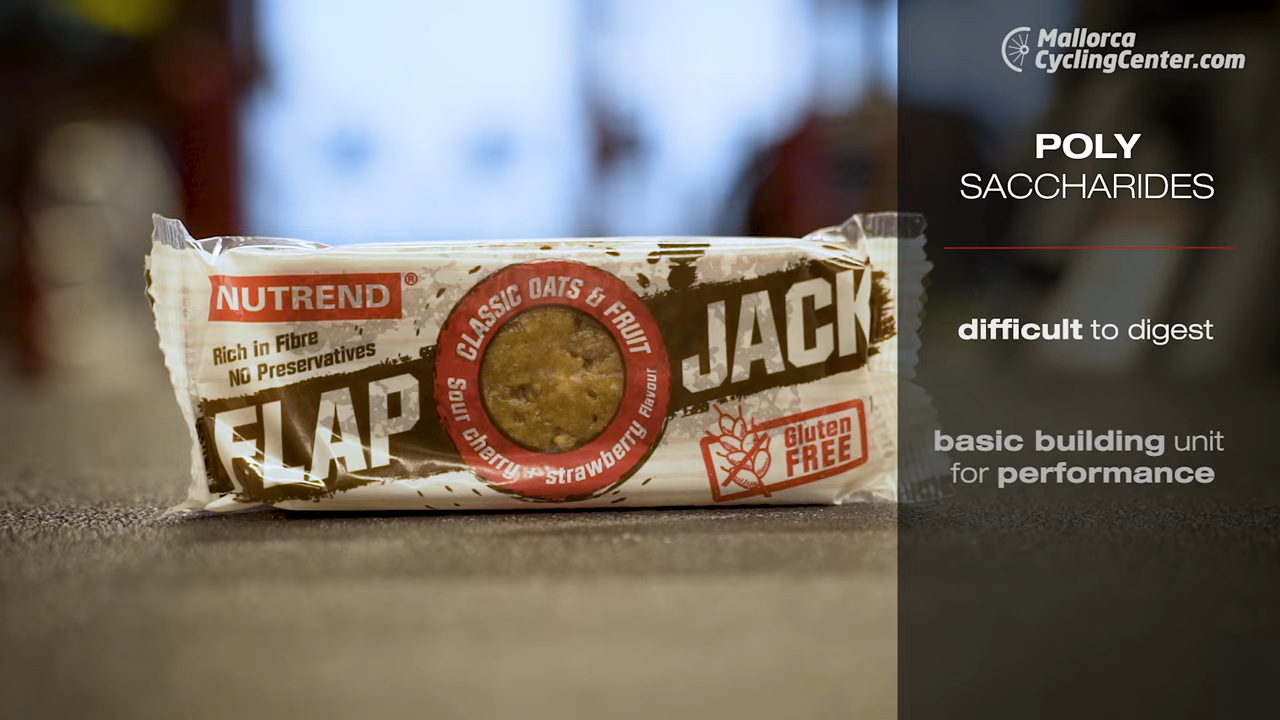 Mallorca
CyclingCenter.com
POLY
SACCHARIDES
difficult to digest
basic building unit
for performance
NUTREND®
Rich in Fibre
NO Preservatives
FLAP JACK
CLASSIC OATS & FRUIT
Sour cherry + strawberry Flavour
Gluten
FREE